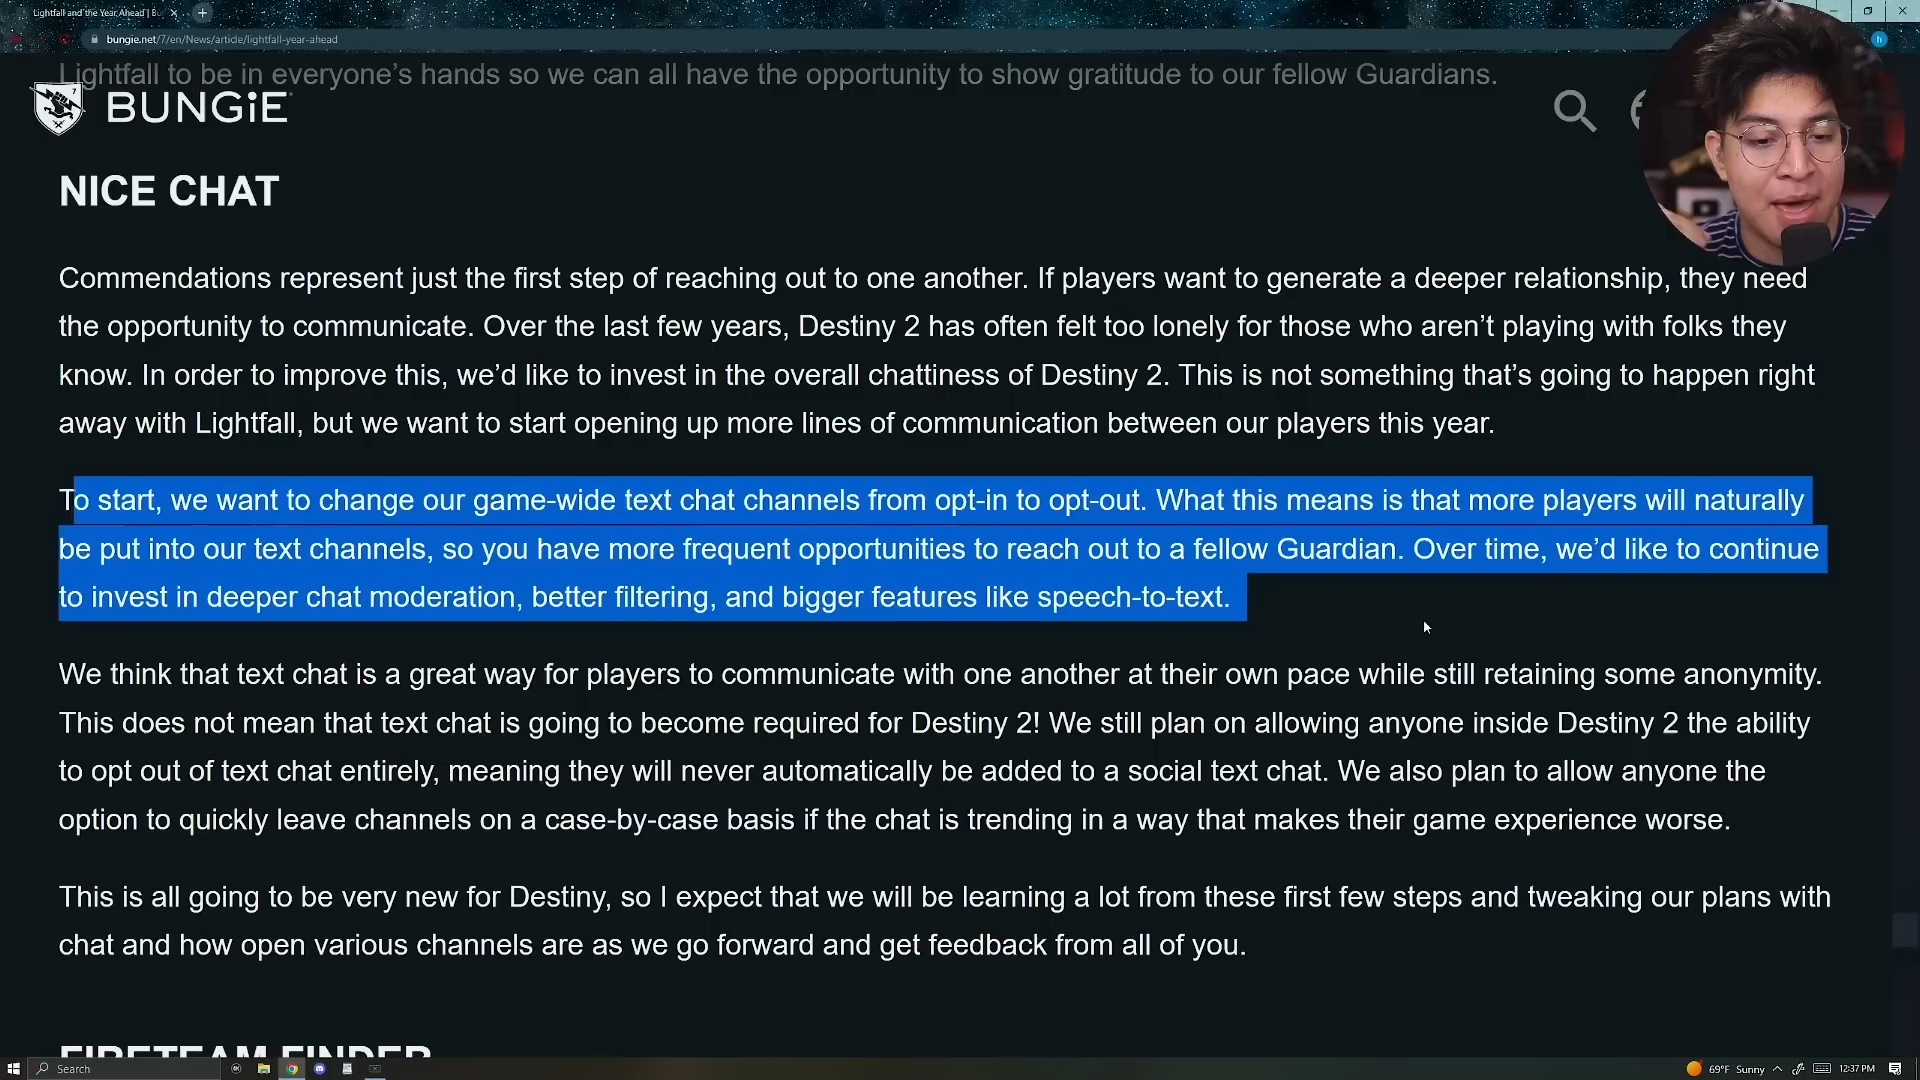 Lightfall and the Year Ahead | Bu
bungie.net/7/en/News/article/lightfall-year-ahead
Lightfall to be in everyone’s hands so we can all have the opportunity to show gratitude to our fellow Guardians.
BUNGiE
NICE CHAT
Commendations represent just the first step of reaching out to one another. If players want to generate a deeper relationship, they need
the opportunity to communicate. Over the last few years, Destiny 2 has often felt too lonely for those who aren’t playing with folks they
know. In order to improve this, we’d like to invest in the overall chattiness of Destiny 2. This is not something that’s going to happen right
away with Lightfall, but we want to start opening up more lines of communication between our players this year.
To start, we want to change our game-wide text chat channels from opt-in to opt-out. What this means is that more players will naturally
be put into our text channels, so you have more frequent opportunities to reach out to a fellow Guardian. Over time, we’d like to continue
to invest in deeper chat moderation, better filtering, and bigger features like speech-to-text.
We think that text chat is a great way for players to communicate with one another at their own pace while still retaining some anonymity.
This does not mean that text chat is going to become required for Destiny 2! We still plan on allowing anyone inside Destiny 2 the ability
to opt out of text chat entirely, meaning they will never automatically be added to a social text chat. We also plan to allow anyone the
option to quickly leave channels on a case-by-case basis if the chat is trending in a way that makes their game experience worse.
This is all going to be very new for Destiny, so I expect that we will be learning a lot from these first few steps and tweaking our plans with
chat and how open various channels are as we go forward and get feedback from all of you.
FIRETEAM FINDER
Search
69°F Sunny
12:37 PM